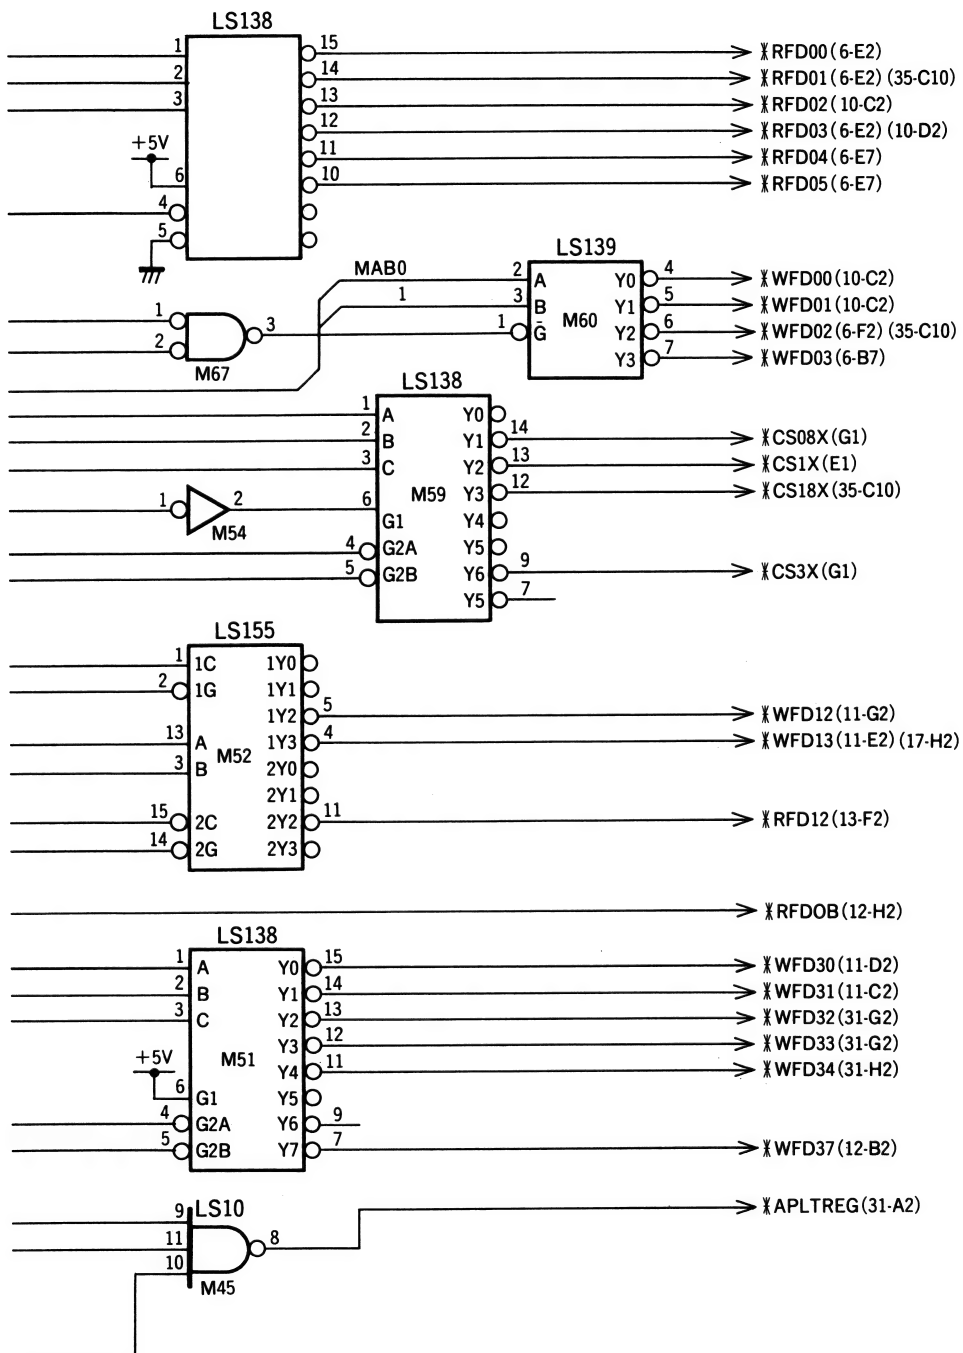 LS138
1 15 ⁎RFD00(6-E2)
2 14 ⁎RFD01(6-E2)(35-C10)
3 13 ⁎RFD02(10-C2)
12 ⁎RFD03(6-E2)(10-D2)
+5V 11 ⁎RFD04(6-E7)
6 10 ⁎RFD05(6-E7)
4
5
LS139
MAB0 2 A Y0 4 ⁎WFD00(10-C2)
1 3 B Y1 5 ⁎WFD01(10-C2)
1 3 1 G̅ M60 Y2 6 ⁎WFD02(6-F2)(35-C10)
2 Y3 7 ⁎WFD03(6-B7)
M67
LS138
1 A Y0
2 B Y1 14 ⁎CS08X(G1)
3 C Y2 13 ⁎CS1X(E1)
M59 Y3 12 ⁎CS18X(35-C10)
1 2 6 G1 Y4
M54
4 G2A Y5
5 G2B Y6 9 ⁎CS3X(G1)
Y5 7
LS155
1 1C 1Y0
2 1G 1Y1
1Y2 5 ⁎WFD12(11-G2)
13 A 1Y3 4 ⁎WFD13(11-E2)(17-H2)
M52
3 B 2Y0
2Y1
15 2C 2Y2 11 ⁎RFD12(13-F2)
14 2G 2Y3
⁎RFDOB(12-H2)
LS138
1 A Y0 15 ⁎WFD30(11-D2)
2 B Y1 14 ⁎WFD31(11-C2)
3 C Y2 13 ⁎WFD32(31-G2)
Y3 12 ⁎WFD33(31-G2)
+5V M51 Y4 11 ⁎WFD34(31-H2)
6 G1 Y5
4 G2A Y6 9
5 G2B Y7 7 ⁎WFD37(12-B2)
LS10
9 ⁎APLTREG(31-A2)
11 8
10
M45